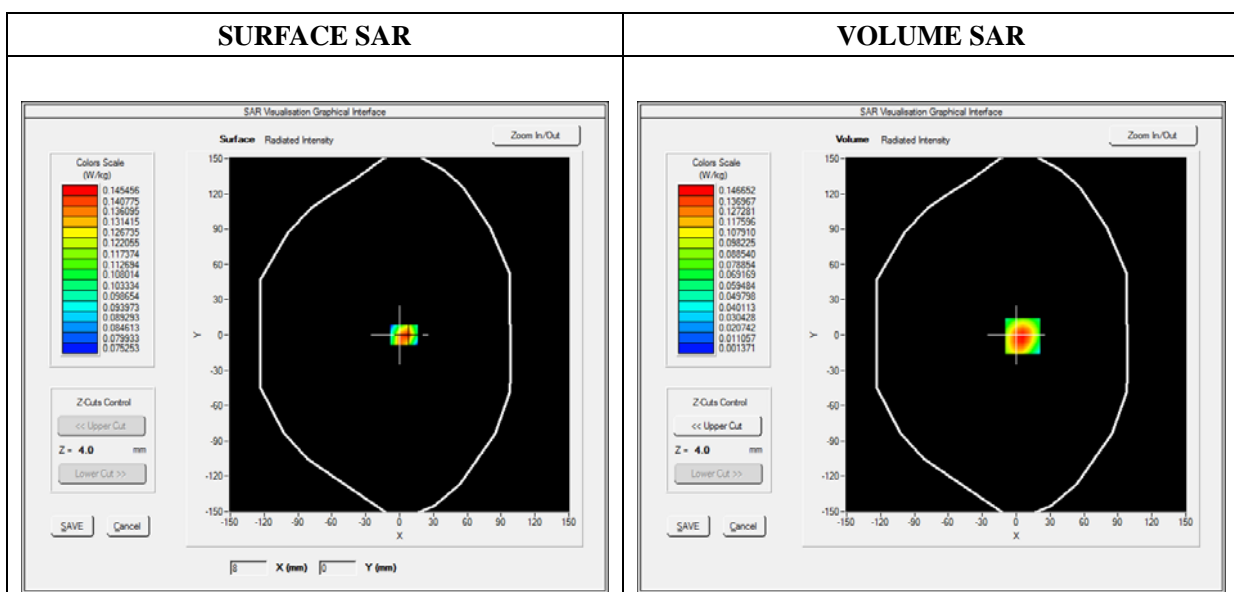 SURFACE SAR
VOLUME SAR
SAR Visualisation Graphical Interface
Surface Radiated Intensity
Zoom In/Out
Colors Scale
(W/kg)
0.145456
0.140775
0.136095
0.131415
0.126735
0.122055
0.117374
0.112694
0.108014
0.103334
0.098654
0.093973
0.089293
0.084613
0.079933
0.075253
Z-Cuts Control
<< Upper Cut
Z = 4.0 mm
Lower Cut >>
SAVE Cancel
150
120
90
60
30
0
-30
-60
-90
-120
-150
Y
-150 -120 -90 -60 -30 0 30 60 90 120 150
X
8 X (mm) 0 Y (mm)
SAR Visualisation Graphical Interface
Volume Radiated Intensity
Zoom In/Out
Colors Scale
(W/kg)
0.146652
0.136967
0.127281
0.117596
0.107910
0.098225
0.088540
0.078854
0.069169
0.059484
0.049798
0.040113
0.030428
0.020742
0.011057
0.001371
Z-Cuts Control
<< Upper Cut
Z = 4.0 mm
Lower Cut >>
SAVE Cancel
150
120
90
60
30
0
-30
-60
-90
-120
-150
Y
-150 -120 -90 -60 -30 0 30 60 90 120 150
X